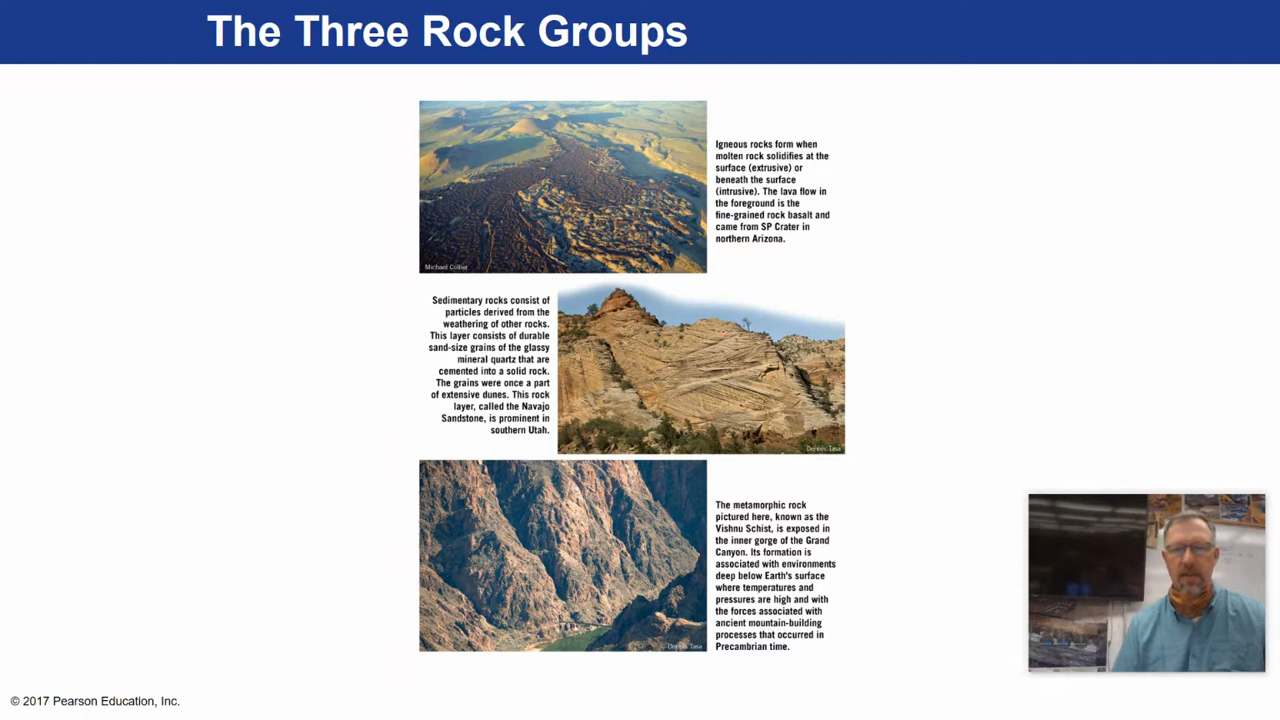 The Three Rock Groups
Igneous rocks form when
molten rock solidifies at the
surface (extrusive) or
beneath the surface
(intrusive). The lava flow in
the foreground is the
fine-grained rock basalt and
came from SP Crater in
northern Arizona.
Michael Collier
Sedimentary rocks consist of
particles derived from the
weathering of other rocks.
This layer consists of durable
sand-size grains of the glassy
mineral quartz that are
cemented into a solid rock.
The grains were once a part
of extensive dunes. This rock
layer, called the Navajo
Sandstone, is prominent in
southern Utah.
Dennis Tasa
The metamorphic rock
pictured here, known as the
Vishnu Schist, is exposed in
the inner gorge of the Grand
Canyon. Its formation is
associated with environments
deep below Earth's surface
where temperatures and
pressures are high and with
the forces associated with
ancient mountain-building
processes that occurred in
Precambrian time.
Dennis Tasa
© 2017 Pearson Education, Inc.